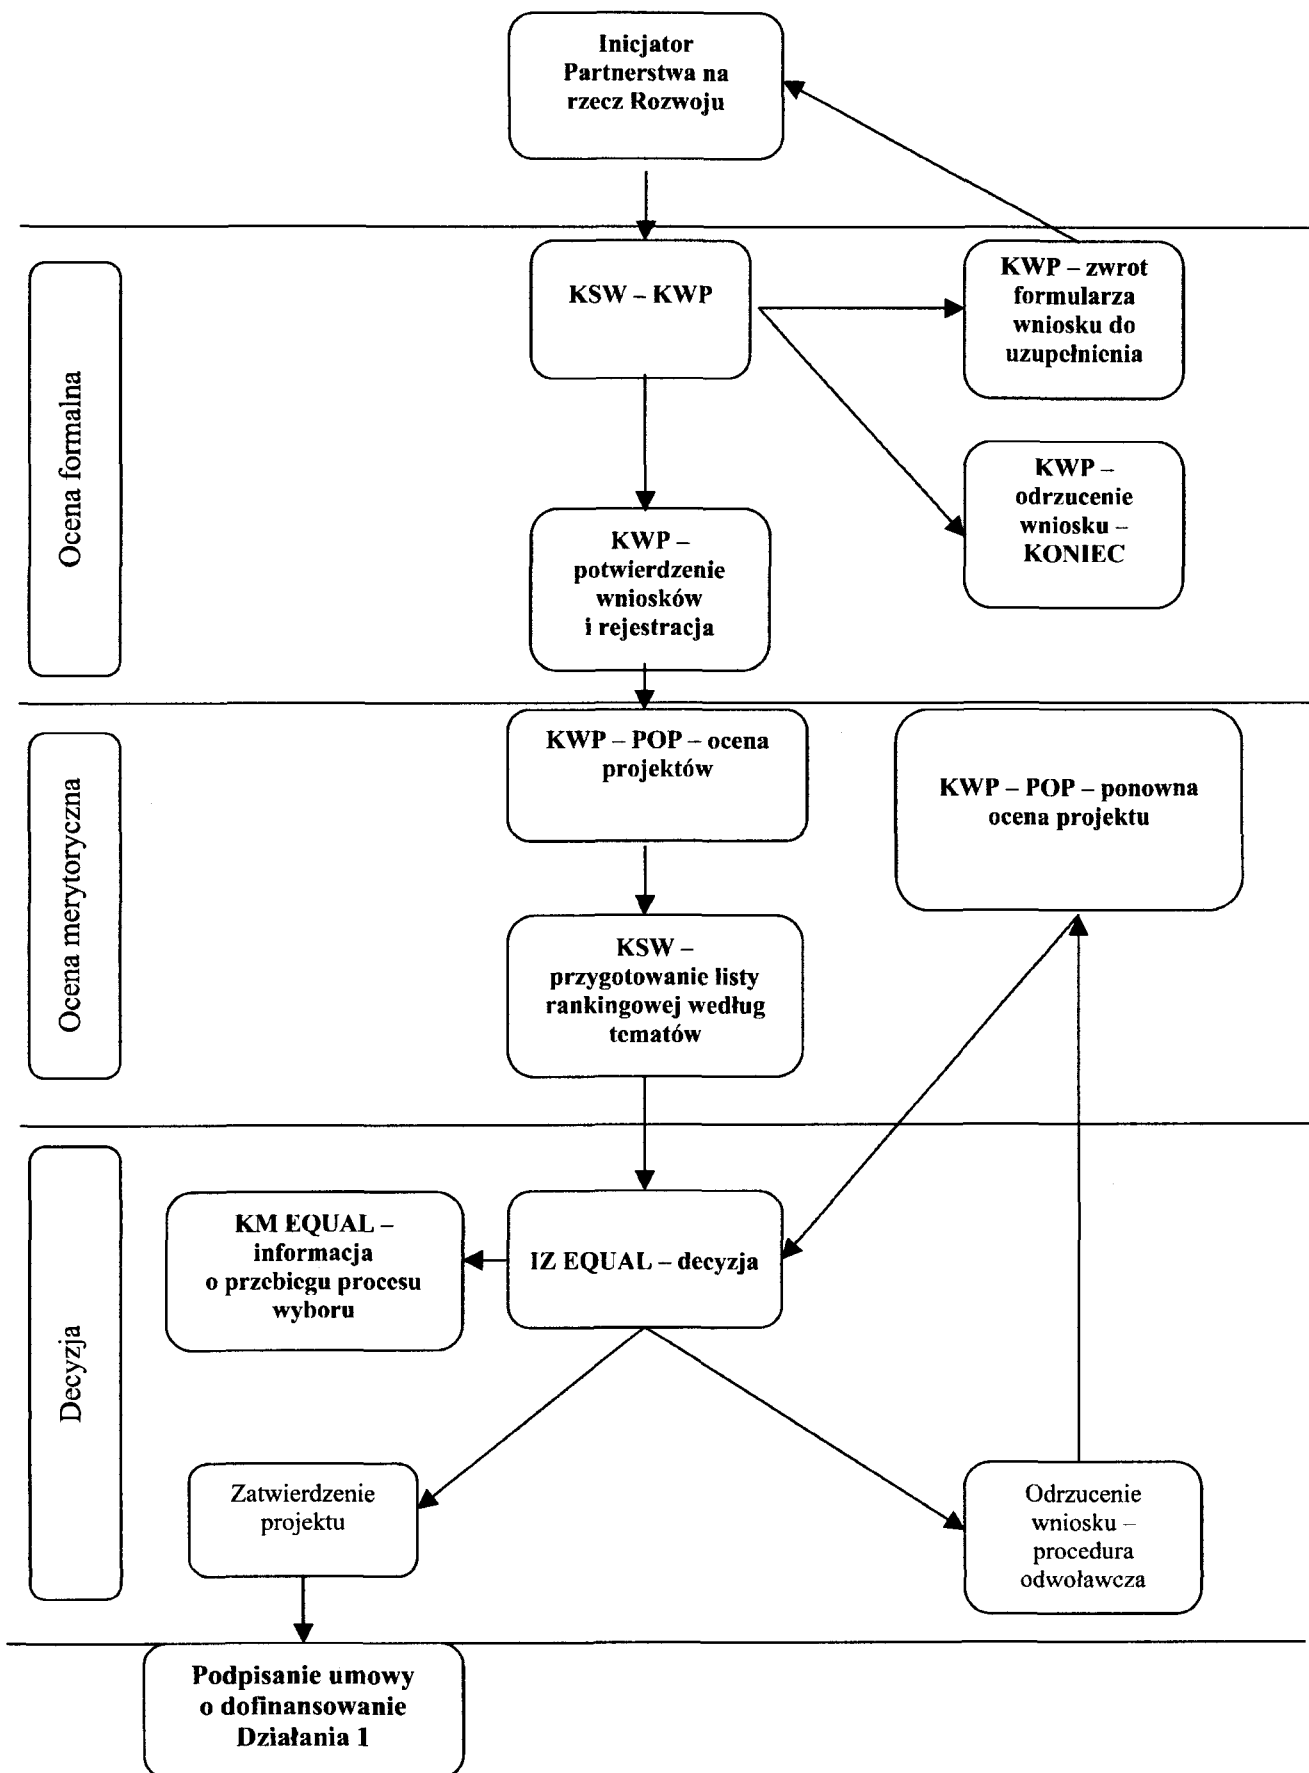 Inicjator
Partnerstwa na
rzecz Rozwoju
Ocena formalna
KSW – KWP
KWP – zwrot
formularza
wniosku do
uzupełnienia
KWP –
odrzucenie
wniosku –
KONIEC
KWP –
potwierdzenie
wniosków
i rejestracja
Ocena merytoryczna
KWP – POP – ocena
projektów
KWP – POP – ponowna
ocena projektu
KSW –
przygotowanie listy
rankingowej według
tematów
Decyzja
KM EQUAL –
informacja
o przebiegu procesu
wyboru
IZ EQUAL – decyzja
Zatwierdzenie
projektu
Odrzucenie
wniosku –
procedura
odwoławcza
Podpisanie umowy
o dofinansowanie
Działania 1